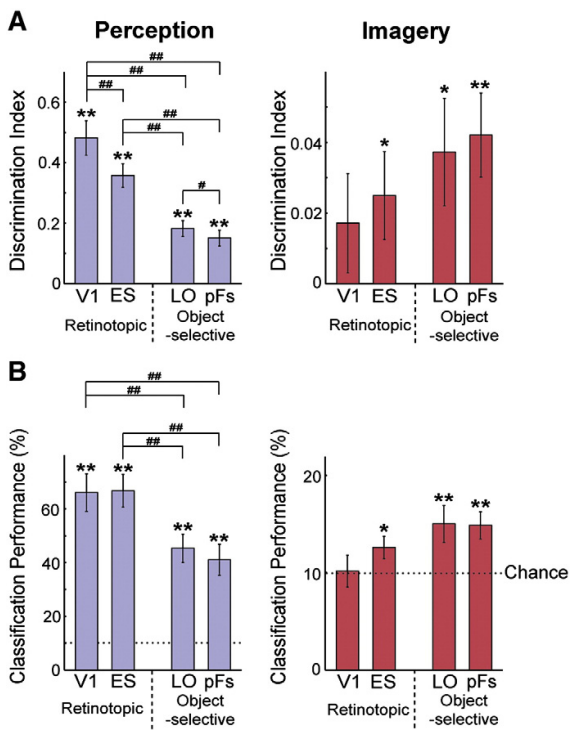 A
Perception
Imagery
##
##
##
##
##
#
Discrimination Index
0.6
0.4
0.2
0
**
**
**
**
V1 ES LO pFs
Retinotopic
Object
-selective
Discrimination Index
0.04
0.02
0
*
*
**
V1 ES LO pFs
Retinotopic
Object
-selective
B
##
##
##
##
Classification Performance (%)
60
40
20
0
**
**
**
**
V1 ES LO pFs
Retinotopic
Object
-selective
Classification Performance (%)
20
10
0
*
**
**
Chance
V1 ES LO pFs
Retinotopic
Object
-selective